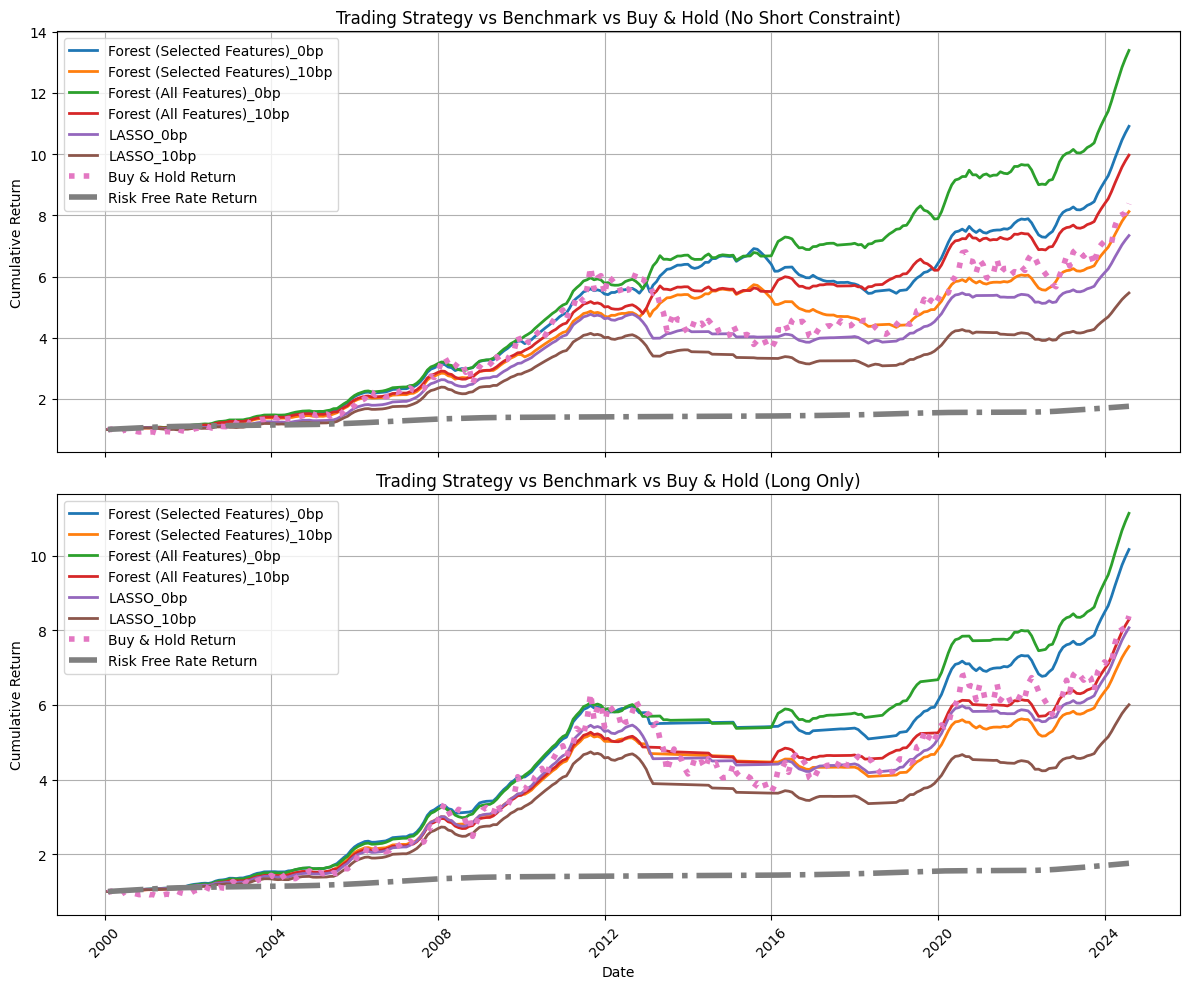 Trading Strategy vs Benchmark vs Buy & Hold (No Short Constraint)
14
12
10
8
6
4
2
Cumulative Return
Forest (Selected Features)_0bp
Forest (Selected Features)_10bp
Forest (All Features)_0bp
Forest (All Features)_10bp
LASSO_0bp
LASSO_10bp
Buy & Hold Return
Risk Free Rate Return
Trading Strategy vs Benchmark vs Buy & Hold (Long Only)
10
8
6
4
2
Cumulative Return
Forest (Selected Features)_0bp
Forest (Selected Features)_10bp
Forest (All Features)_0bp
Forest (All Features)_10bp
LASSO_0bp
LASSO_10bp
Buy & Hold Return
Risk Free Rate Return
2000 2004 2008 2012 2016 2020 2024
Date